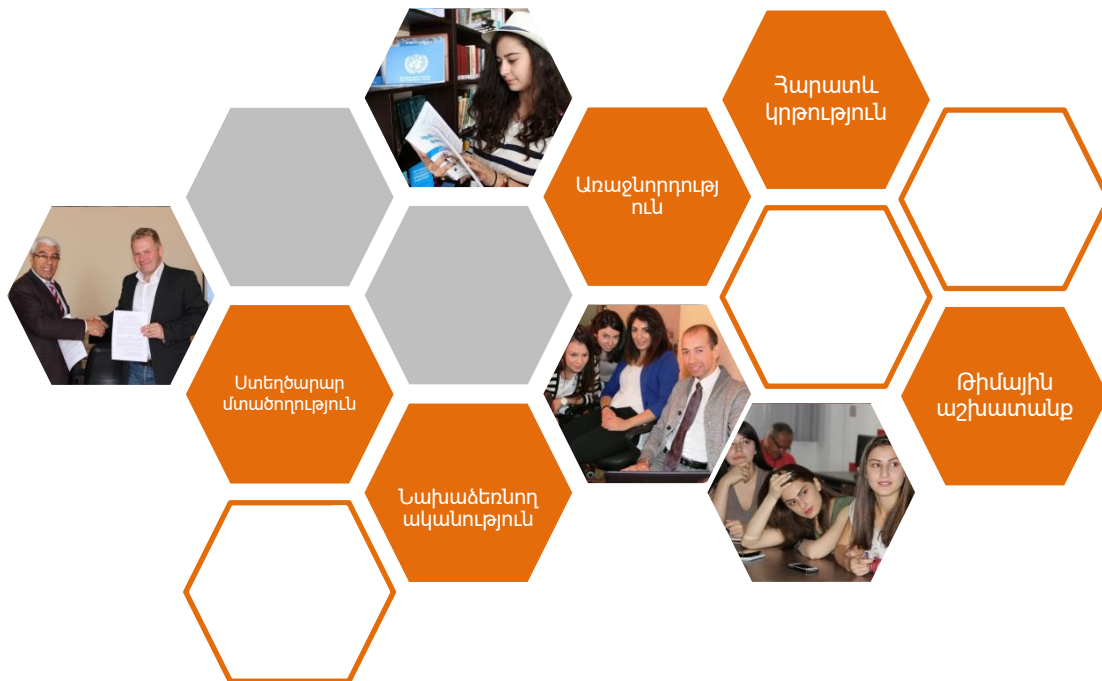 Հարատև
կրթություն
Առաջնորդությ
ուն
Ստեղծարար
մտածողություն
Թիմային
աշխատանք
Նախաձեռնող
ականություն